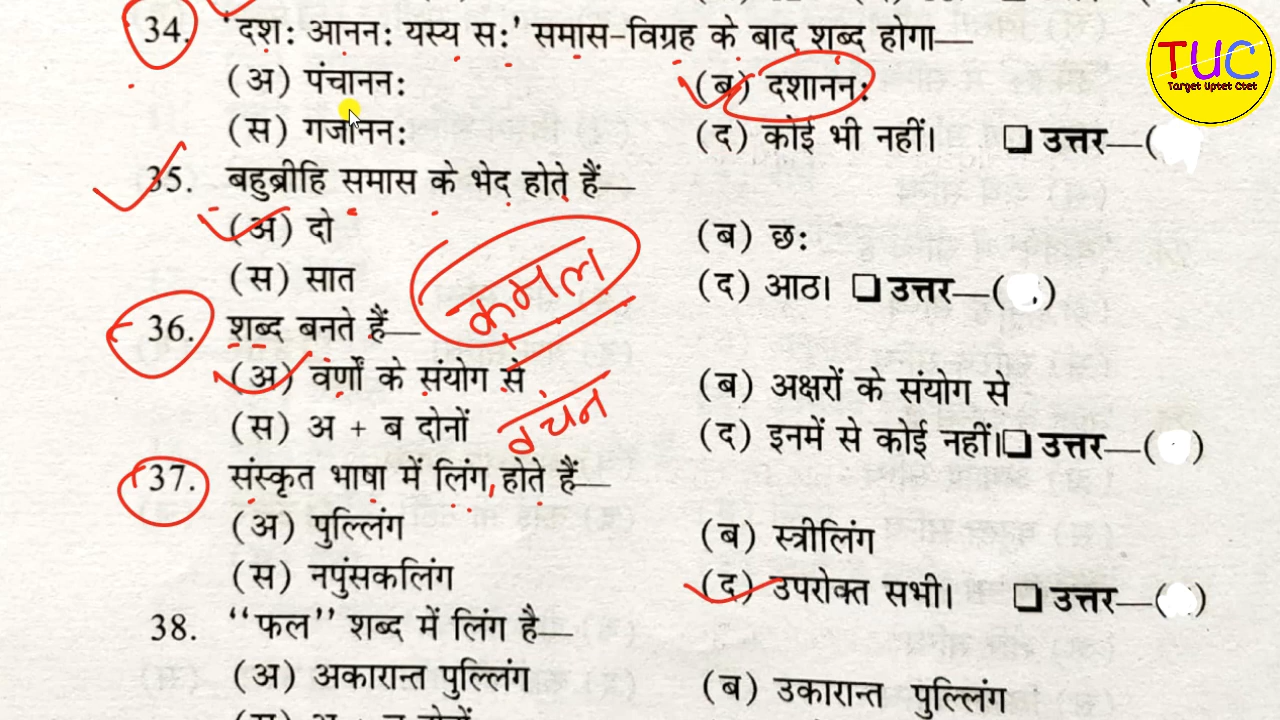 34. 'दश: आननः यस्य सः' समास-विग्रह के बाद शब्द होगा—
(अ) पंचाननः (ब) दशाननः
(स) गजाननः (द) कोई भी नहीं। ❑ उत्तर—(
35. बहुब्रीहि समास के भेद होते हैं—
(अ) दो (ब) छः
(स) सात (द) आठ। ❑ उत्तर—( .)
कमल
36. शब्द बनते हैं—
(अ) वर्णों के संयोग से (ब) अक्षरों के संयोग से
(स) अ + ब दोनों (द) इनमें से कोई नहीं। ❑ उत्तर—( )
वचन
37. संस्कृत भाषा में लिंग, होते हैं—
(अ) पुल्लिंग (ब) स्त्रीलिंग
(स) नपुंसकलिंग (द) उपरोक्त सभी। ❑ उत्तर—( )
38. “फल” शब्द में लिंग है—
(अ) अकारान्त पुल्लिंग (ब) उकारान्त पुल्लिंग
TUC
Target Uptet Ctet